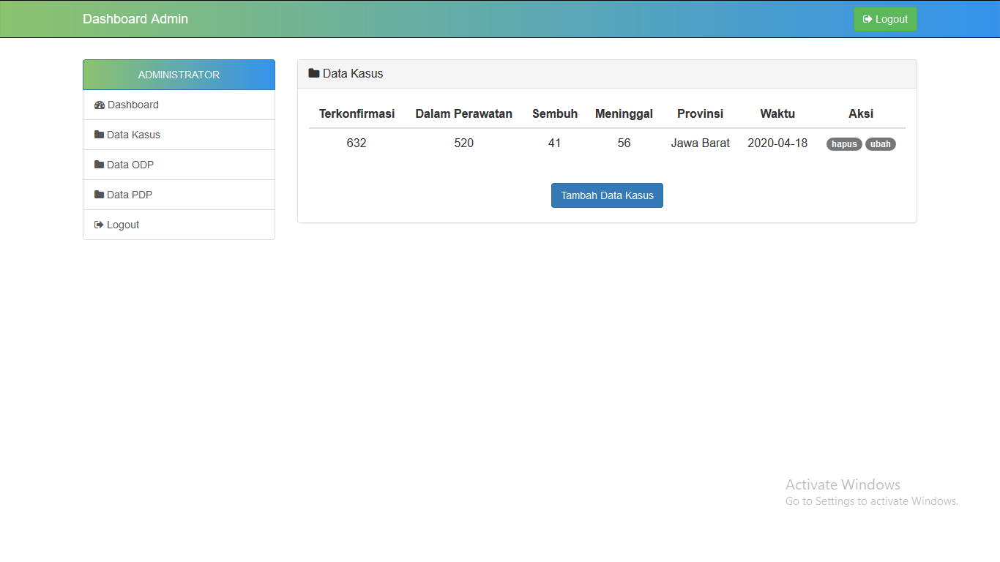 Dashboard Admin
Logout
ADMINISTRATOR
Dashboard
Data Kasus
Data ODP
Data PDP
Logout
Data Kasus
Terkonfirmasi Dalam Perawatan Sembuh Meninggal Provinsi Waktu Aksi
632 520 41 56 Jawa Barat 2020-04-18 hapus ubah
Tambah Data Kasus
Activate Windows
Go to Settings to activate Windows.